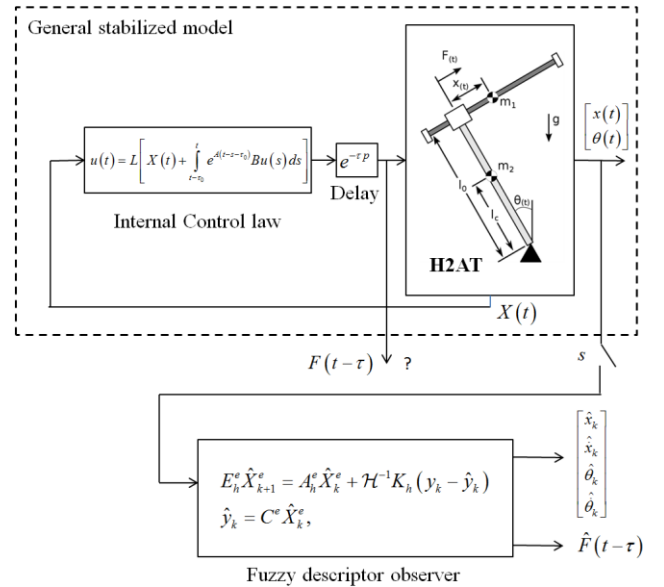 General stabilized model
F(t)
x(t)
m₁
g
[x(t) θ(t)]
u(t) = L[X(t) + ∫_{t-τ₀}^{t} e^{A(t-s-τ₀)} Bu(s)ds]
e^{-τp}
Delay
Internal Control law
m₂
l₀
l_c
θ(t)
H2AT
X(t)
F(t-τ) ?
s
E_h^e X̂_{k+1}^e = A_h^e X̂_k^e + ℋ^{-1} K_h (y_k - ŷ_k)
ŷ_k = C^e X̂_k^e,
[x̂_k x̂̇_k θ̂_k θ̂̇_k]
F̂(t-τ)
Fuzzy descriptor observer